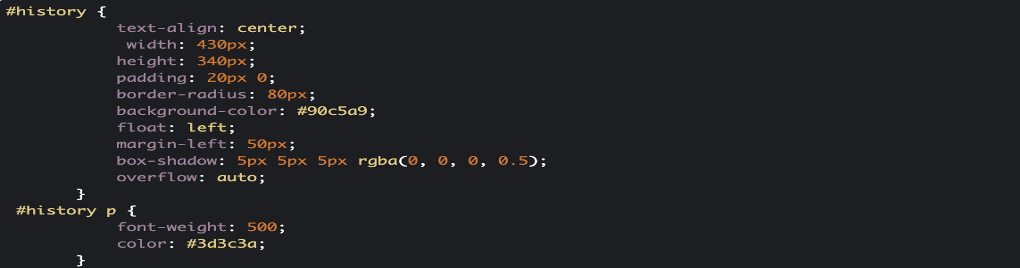 #history {
text-align: center;
width: 430px;
height: 340px;
padding: 20px 0;
border-radius: 80px;
background-color: #90c5a9;
float: left;
margin-left: 50px;
box-shadow: 5px 5px 5px rgba(0, 0, 0, 0.5);
overflow: auto;
}
#history p {
font-weight: 500;
color: #3d3c3a;
}